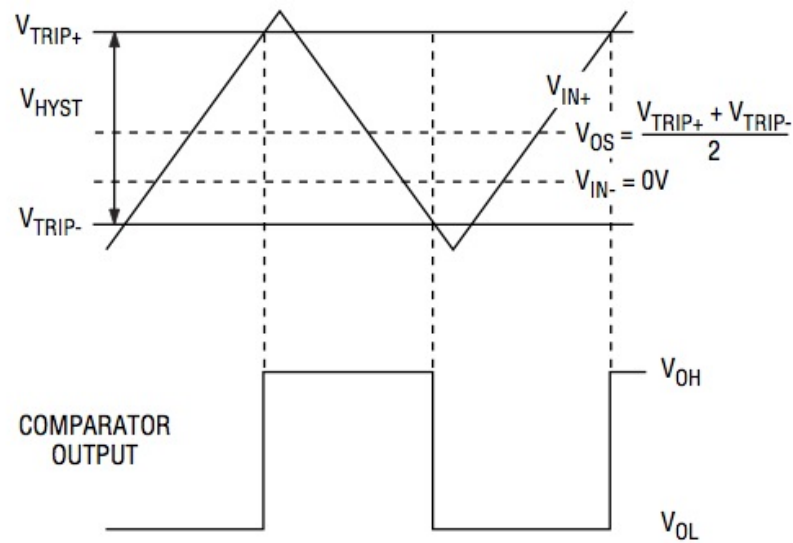 V_TRIP+
V_HYST
V_IN+
V_OS = (V_TRIP+ + V_TRIP-)/2
V_IN- = 0V
V_TRIP-
V_OH
COMPARATOR
OUTPUT
V_OL